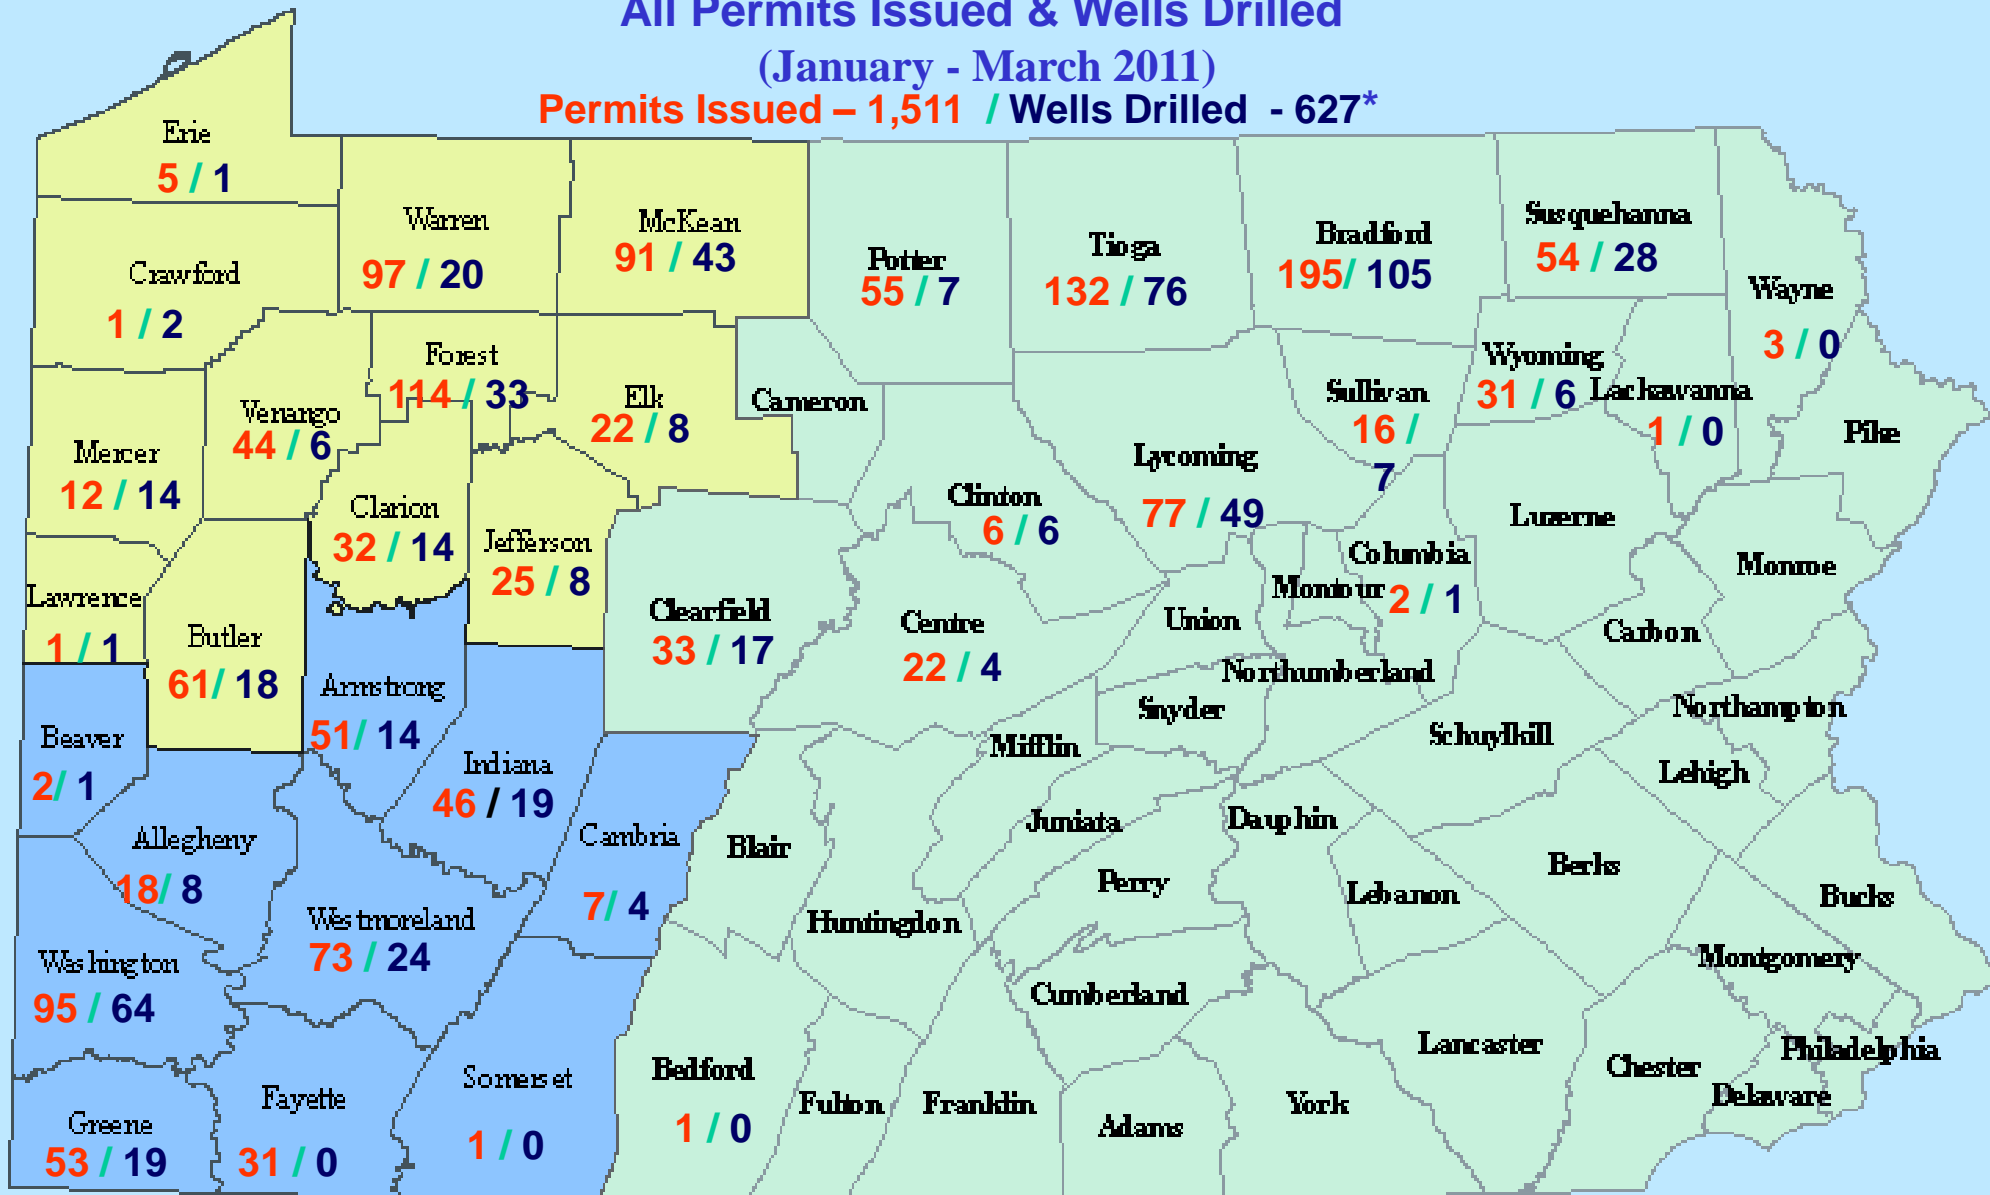 All Permits Issued & Wells Drilled
(January - March 2011)
Permits Issued – 1,511 / Wells Drilled - 627*
Erie
5 / 1
Warren
97 / 20
McKean
91 / 43
Potter
55 / 7
Tioga
132 / 76
Bradford
195/ 105
Susquehanna
54 / 28
Wayne
3 / 0
Crawford
1 / 2
Venango
44 / 6
Forest
114 / 33
Elk
22 / 8
Cameron
Sullivan
16 /
7
Wyoming
31 / 6
Lackawanna
1 / 0
Pike
Mercer
12 / 14
Clarion
32 / 14
Jefferson
25 / 8
Clinton
6 / 6
Lycoming
77 / 49
Columbia
2 / 1
Luzerne
Monroe
Lawrence
1 / 1
Butler
61/ 18
Armstrong
51/ 14
Clearfield
33 / 17
Centre
22 / 4
Union
Montour
Northumberland
Snyder
Carbon
Northampton
Schuylkill
Lehigh
Beaver
2/ 1
Indiana
46 / 19
Mifflin
Allegheny
18/ 8
Cambria
7/ 4
Blair
Juniata
Dauphin
Perry
Lebanon
Berks
Bucks
Washington
95 / 64
Westmoreland
73 / 24
Huntingdon
Cumberland
Montgomery
Lancaster
Philadelphia
Chester
Delaware
Greene
53 / 19
Fayette
31 / 0
Somerset
1 / 0
Bedford
1 / 0
Fulton
Franklin
Adams
York